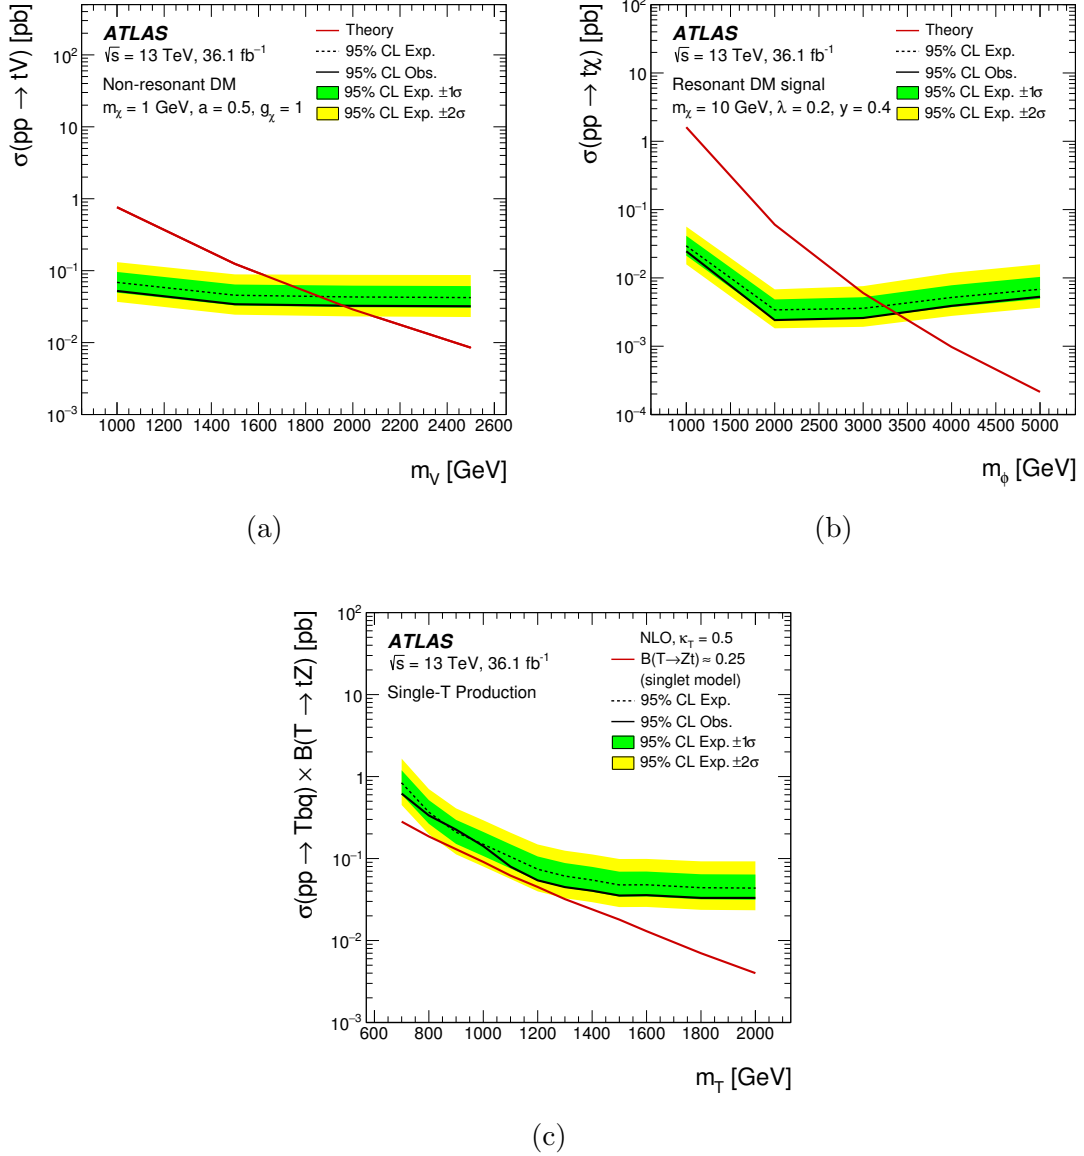 σ(pp → tV) [pb]
ATLAS
√s = 13 TeV, 36.1 fb⁻¹
Non-resonant DM
m_χ = 1 GeV, a = 0.5, g_χ = 1
Theory
95% CL Exp.
95% CL Obs.
95% CL Exp. ±1σ
95% CL Exp. ±2σ
10²
10
1
10⁻¹
10⁻²
10⁻³
1000 1200 1400 1600 1800 2000 2200 2400 2600
m_V [GeV]
(a)
σ(pp → tχ) [pb]
ATLAS
√s = 13 TeV, 36.1 fb⁻¹
Resonant DM signal
m_χ = 10 GeV, λ = 0.2, y = 0.4
Theory
95% CL Exp.
95% CL Obs.
95% CL Exp. ±1σ
95% CL Exp. ±2σ
10²
10
1
10⁻¹
10⁻²
10⁻³
10⁻⁴
1000 1500 2000 2500 3000 3500 4000 4500 5000
m_ϕ [GeV]
(b)
σ(pp → Tbq) × B(T → tZ) [pb]
ATLAS
√s = 13 TeV, 36.1 fb⁻¹
Single-T Production
NLO, κ_T = 0.5
B(T→Zt) ≈ 0.25
(singlet model)
95% CL Exp.
95% CL Obs.
95% CL Exp. ±1σ
95% CL Exp. ±2σ
10²
10
1
10⁻¹
10⁻²
10⁻³
600 800 1000 1200 1400 1600 1800 2000
m_T [GeV]
(c)